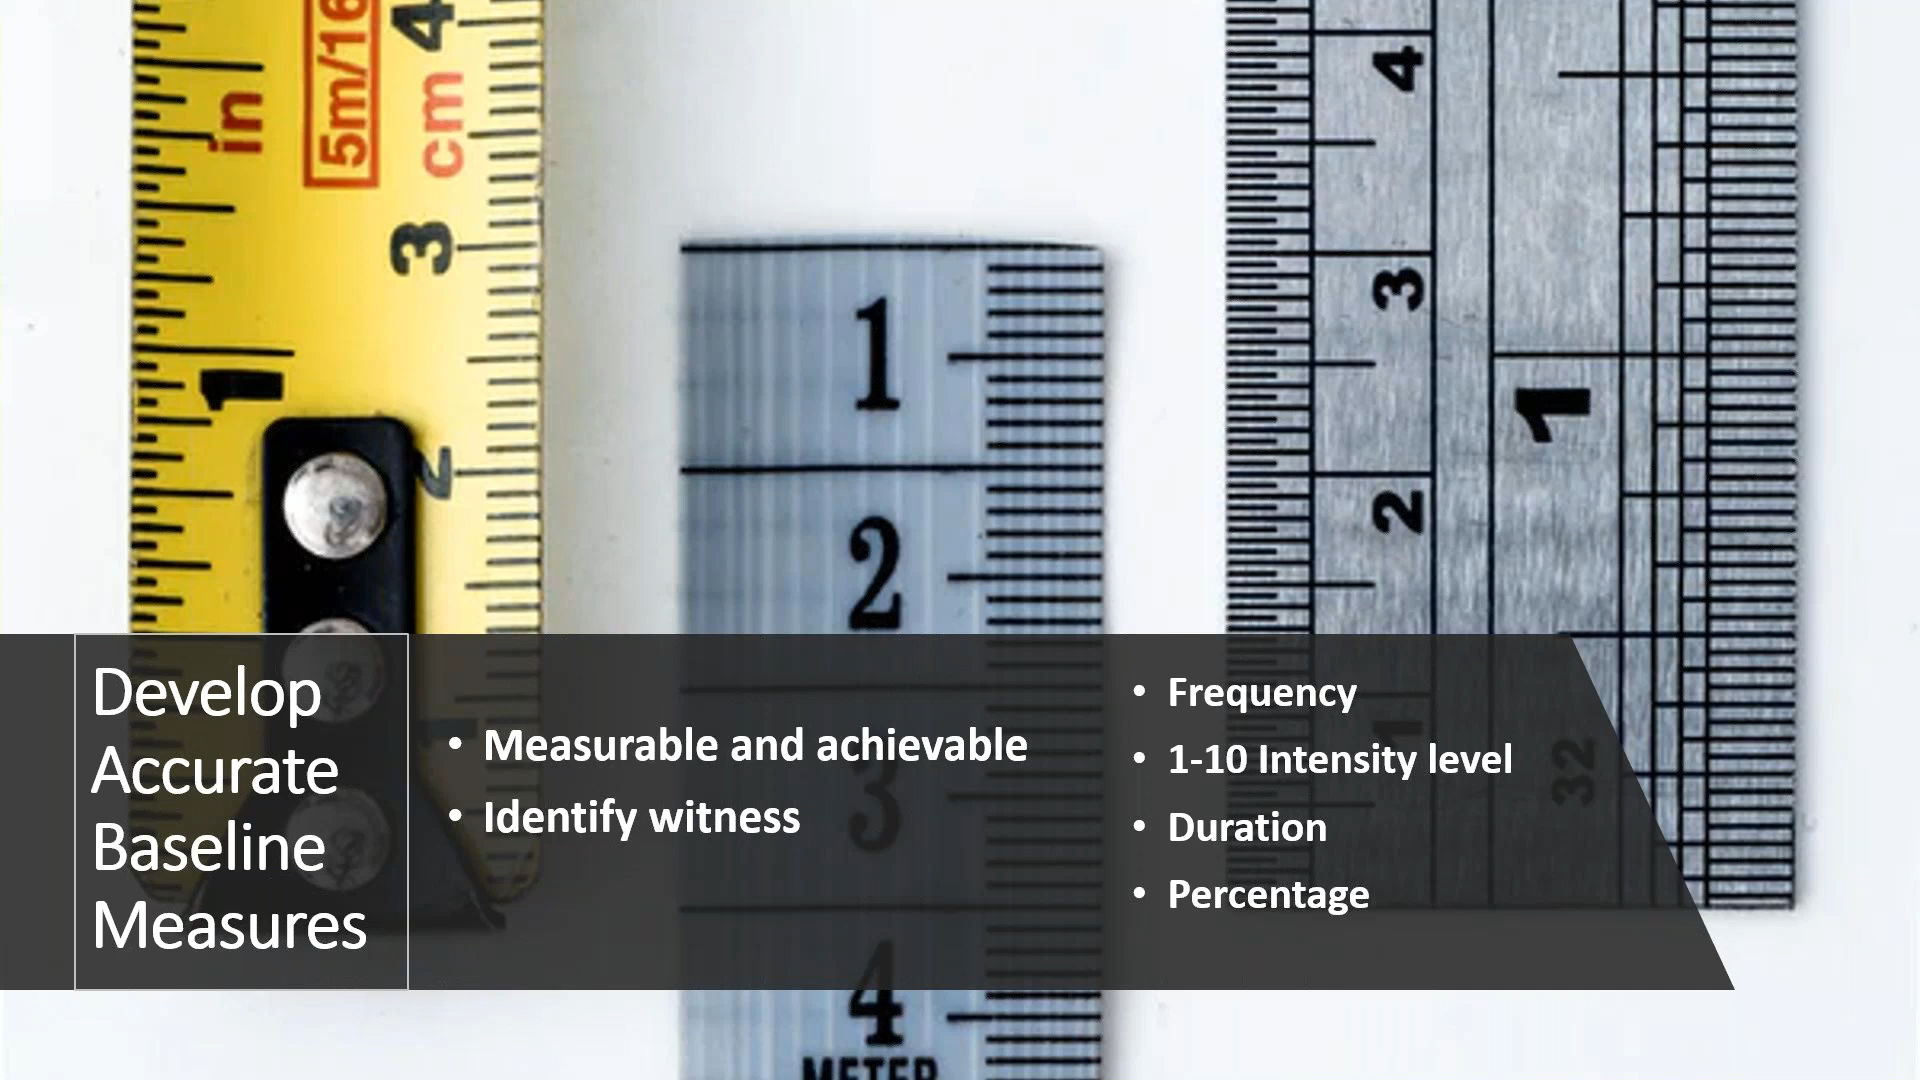 in
5m/16
cm
4
3
1
2
1
2
3
4
METER
4
3
2
1
1
32
Develop
Accurate
Baseline
Measures
• Measurable and achievable
• Identify witness
• Frequency
• 1-10 Intensity level
• Duration
• Percentage